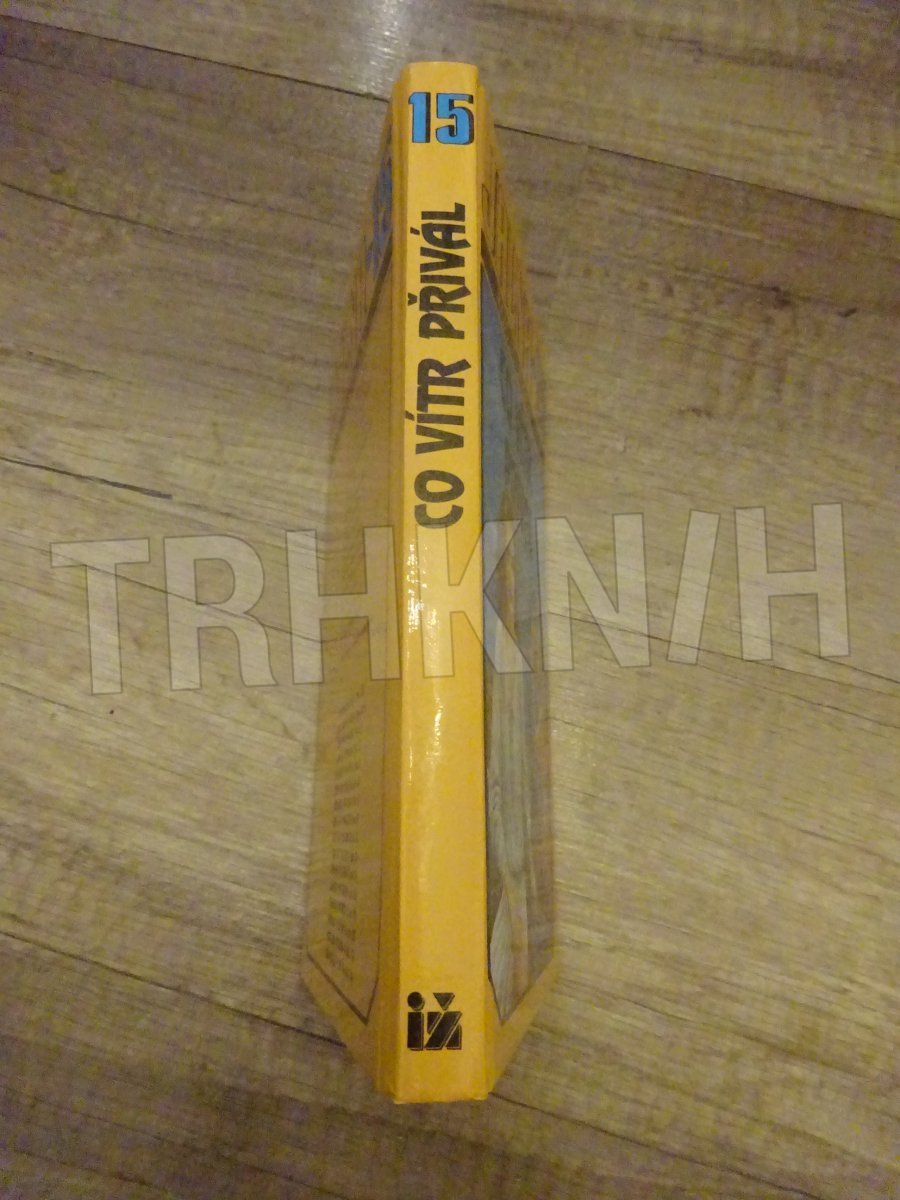 15
CO VÍTR PŘIVÁL
iž
TRHKNIH